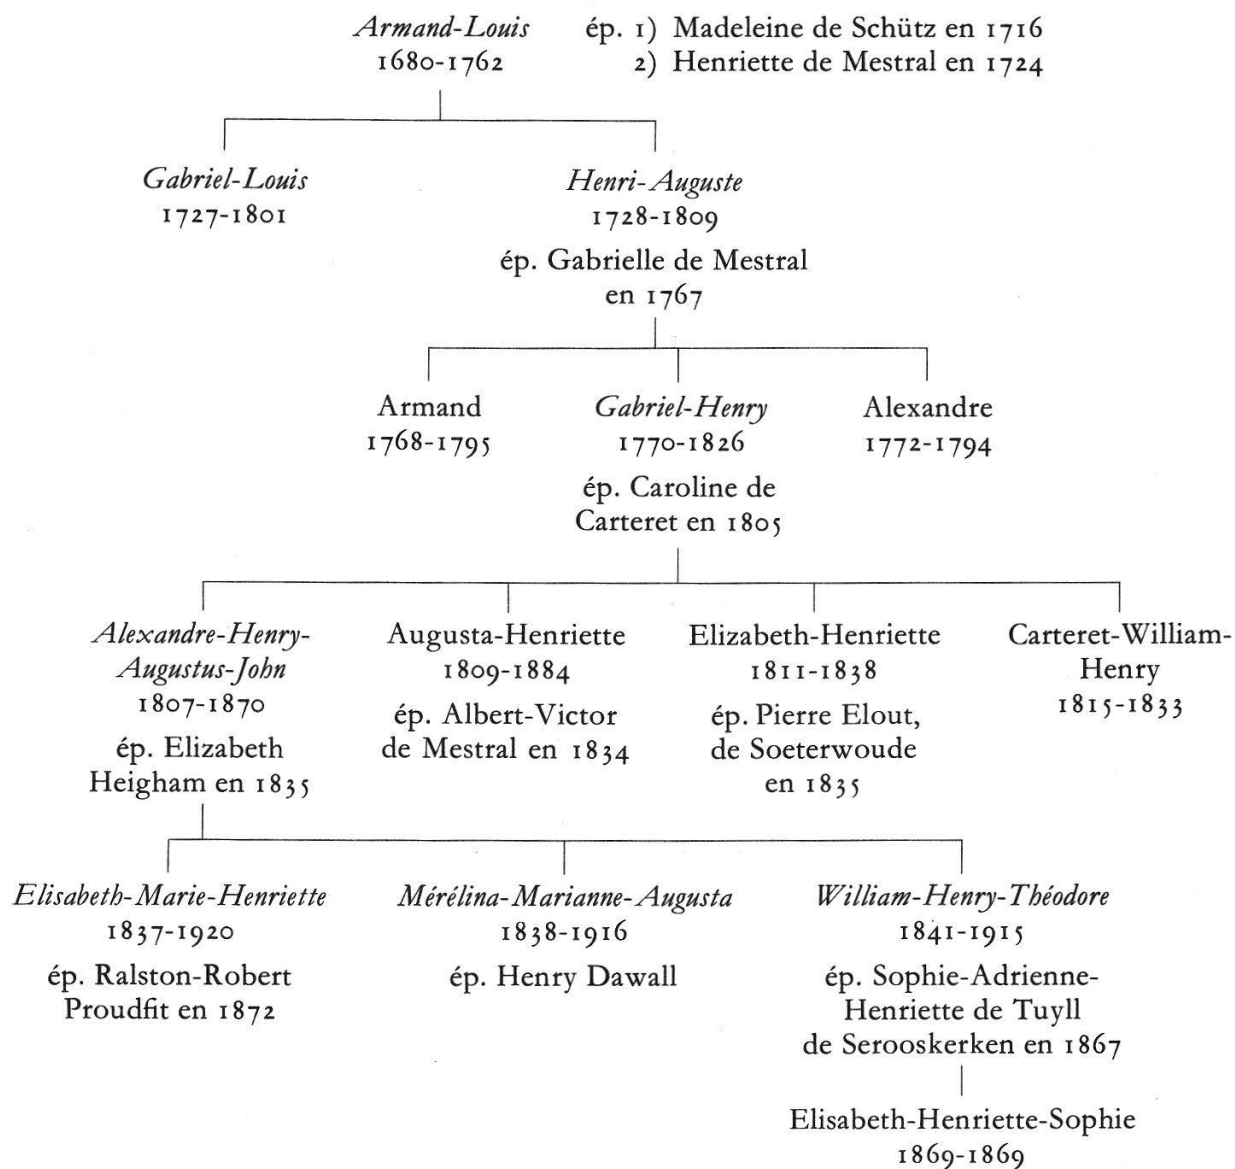 Armand-Louis
1680-1762
ép. 1) Madeleine de Schütz en 1716
2) Henriette de Mestral en 1724
Gabriel-Louis
1727-1801
Henri-Auguste
1728-1809
ép. Gabrielle de Mestral
en 1767
Armand
1768-1795
Gabriel-Henry
1770-1826
ép. Caroline de
Carteret en 1805
Alexandre
1772-1794
Alexandre-Henry-
Augustus-John
1807-1870
ép. Elizabeth
Heigham en 1835
Augusta-Henriette
1809-1884
ép. Albert-Victor
de Mestral en 1834
Elizabeth-Henriette
1811-1838
ép. Pierre Elout,
de Soeterwoude
en 1835
Carteret-William-
Henry
1815-1833
Elisabeth-Marie-Henriette
1837-1920
ép. Ralston-Robert
Proudfit en 1872
Mérélina-Marianne-Augusta
1838-1916
ép. Henry Dawall
William-Henry-Théodore
1841-1915
ép. Sophie-Adrienne-
Henriette de Tuyll
de Serooskerken en 1867
Elisabeth-Henriette-Sophie
1869-1869